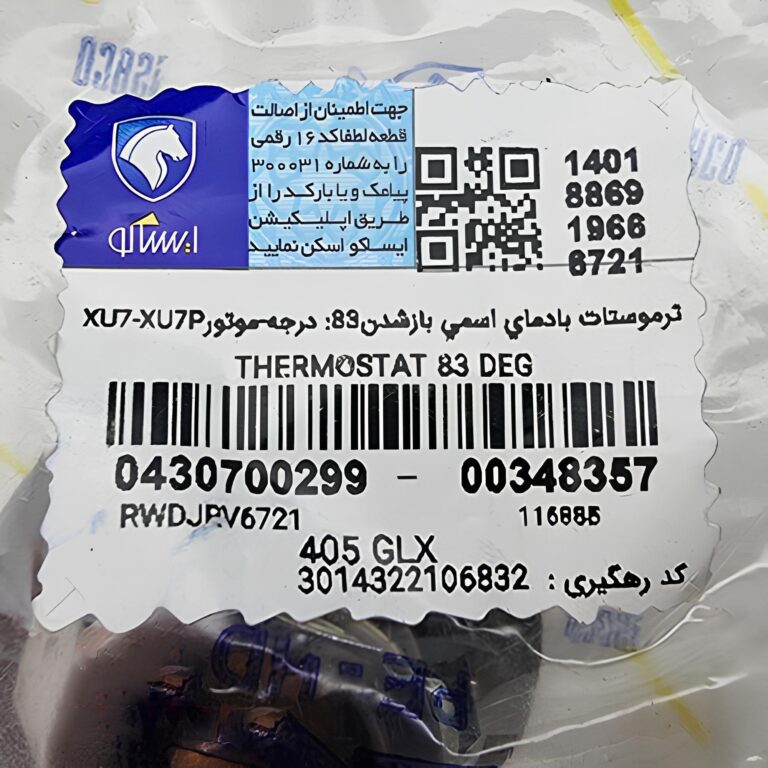 ISACO
ایساکو
جهت اطمینان از اصالت
قطعه لطفا کد ۱۶ رقمی
را به شماره ۳۰۰۰۳۱
پیامک و یا بارکد را از
طریق اپلیکیشن
ایساکو اسکن نمایید
1401
8869
1966
6721
ترموستات بادماي اسمي بازشدن83: درجه-موتورXU7-XU7P
THERMOSTAT 83 DEG
0430700299 - 00348357
RWDJRV6721
405 GLX
کد رهگیری : 3014322106832